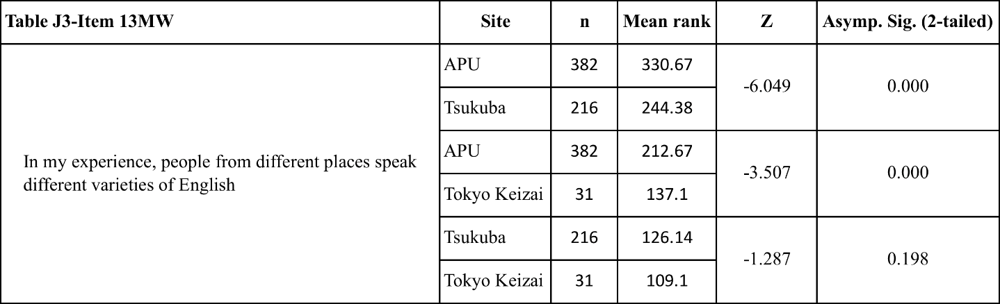 Table J3-Item 13MW Site n Mean rank Z Asymp. Sig. (2-tailed)
In my experience, people from different places speak
different varieties of English
APU 382 330.67
-6.049 0.000
Tsukuba 216 244.38
APU 382 212.67
-3.507 0.000
Tokyo Keizai 31 137.1
Tsukuba 216 126.14
-1.287 0.198
Tokyo Keizai 31 109.1